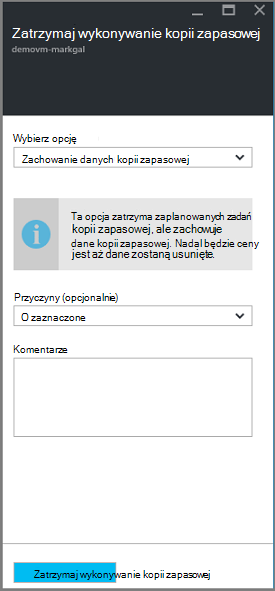 Zatrzymaj wykonywanie kopii zapasowej
demovm-markgal
Wybierz opcję
Zachowanie danych kopii zapasowej
Ta opcja zatrzyma zaplanowanych zadań
kopii zapasowej, ale zachowuje
dane kopii zapasowej. Nadal będzie ceny
jest aż dane zostaną usunięte.
Przyczyny (opcjonalnie)
O zaznaczone
Komentarze
Zatrzymaj wykonywanie kopii zapasowej